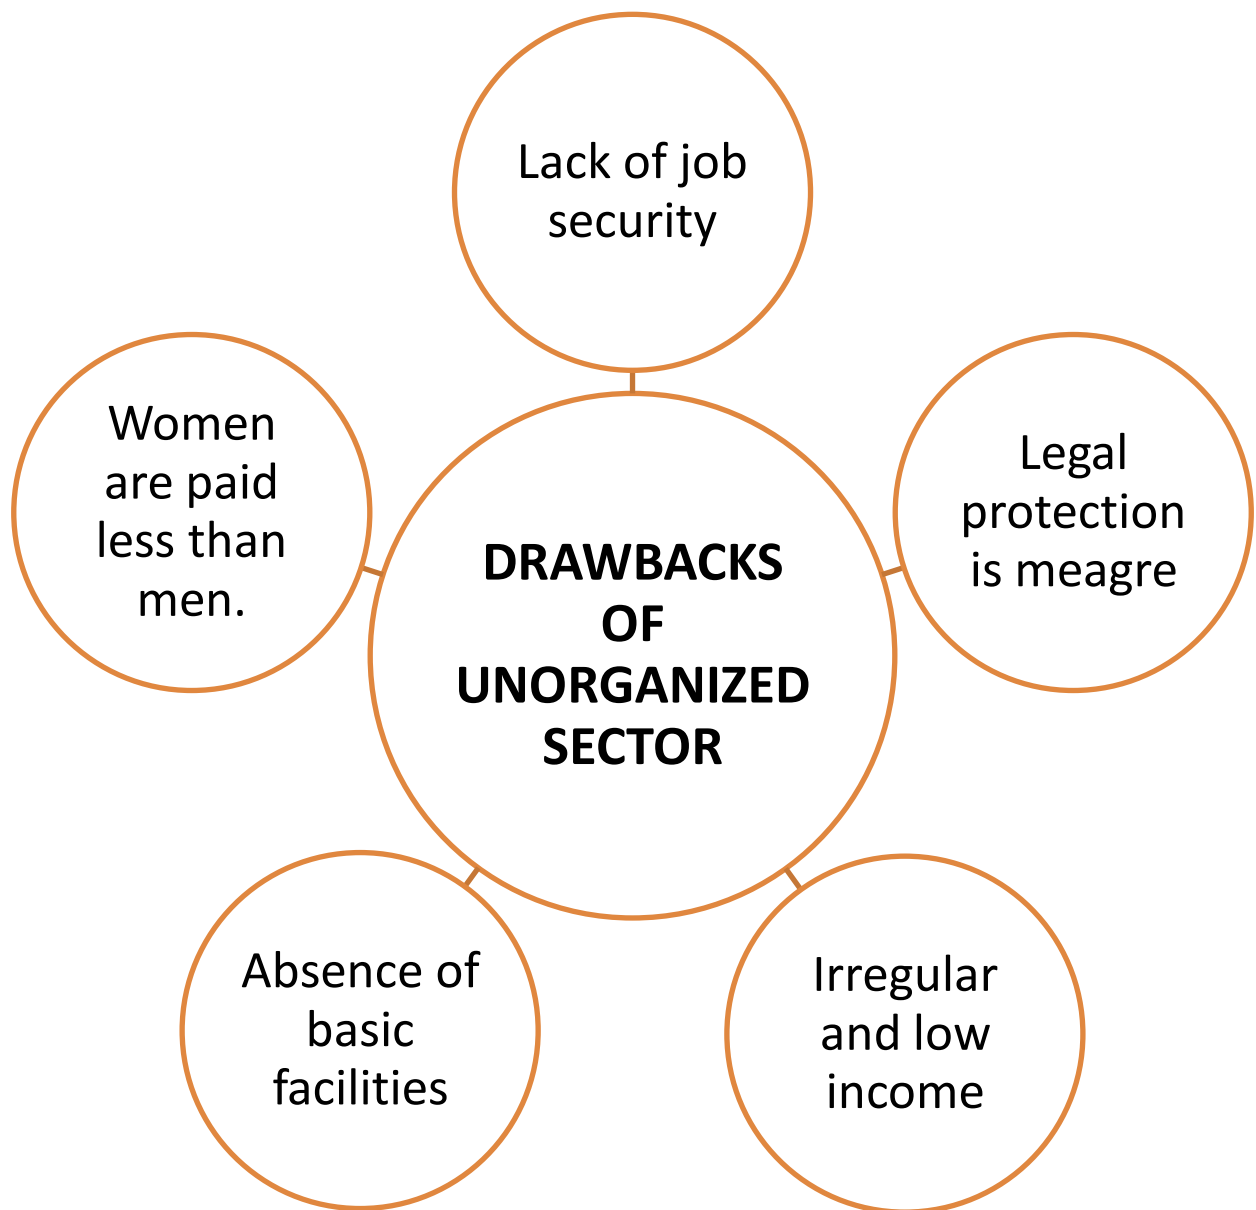 Lack of job
security
Women
are paid
less than
men.
Legal
protection
is meagre
DRAWBACKS
OF
UNORGANIZED
SECTOR
Absence of
basic
facilities
Irregular
and low
income